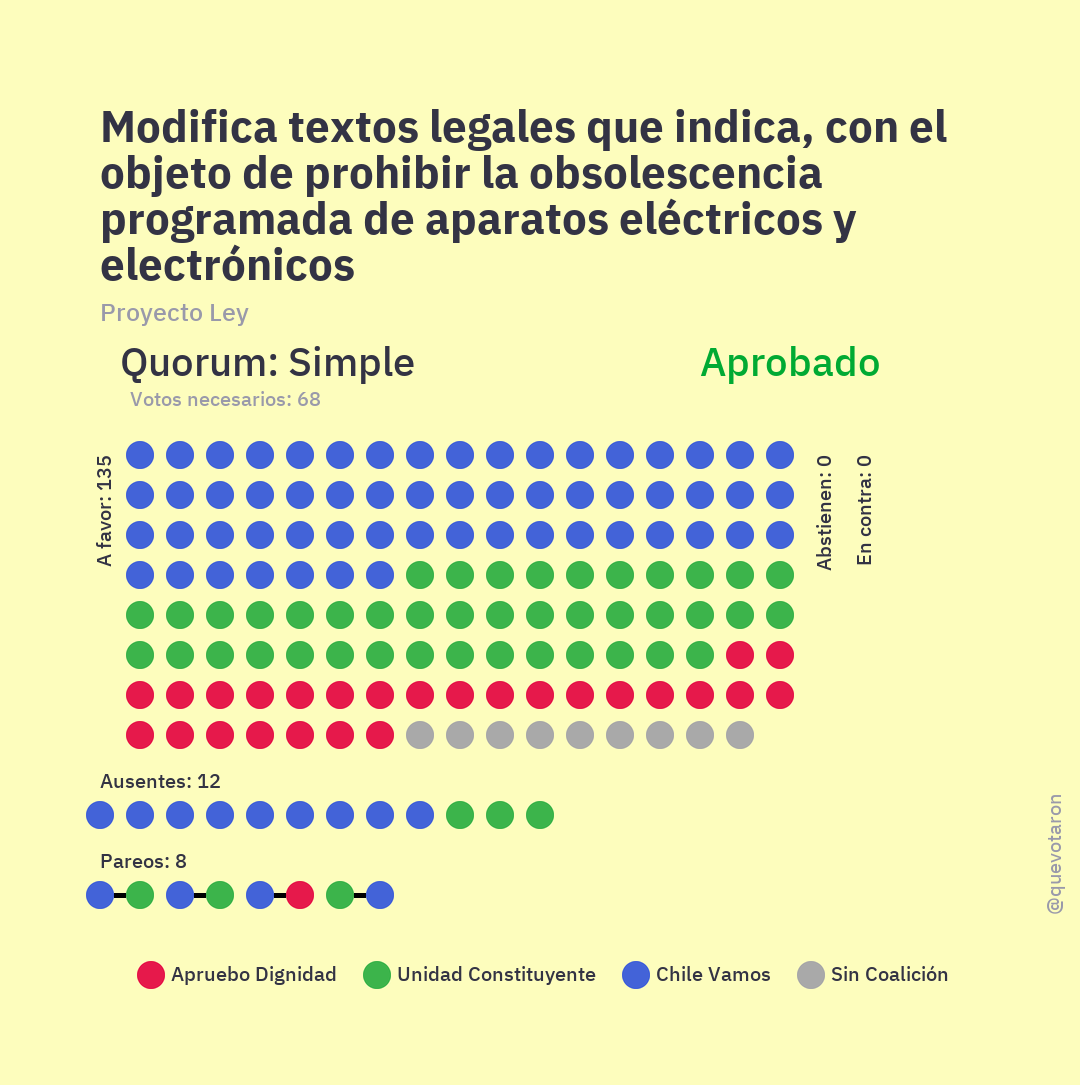 Modifica textos legales que indica, con el
objeto de prohibir la obsolescencia
programada de aparatos eléctricos y
electrónicos
Proyecto Ley
Quorum: Simple
Aprobado
Votos necesarios: 68
A favor: 135
Abstienen: 0
En contra: 0
Ausentes: 12
Pareos: 8
@quevotaron
Apruebo Dignidad
Unidad Constituyente
Chile Vamos
Sin Coalición